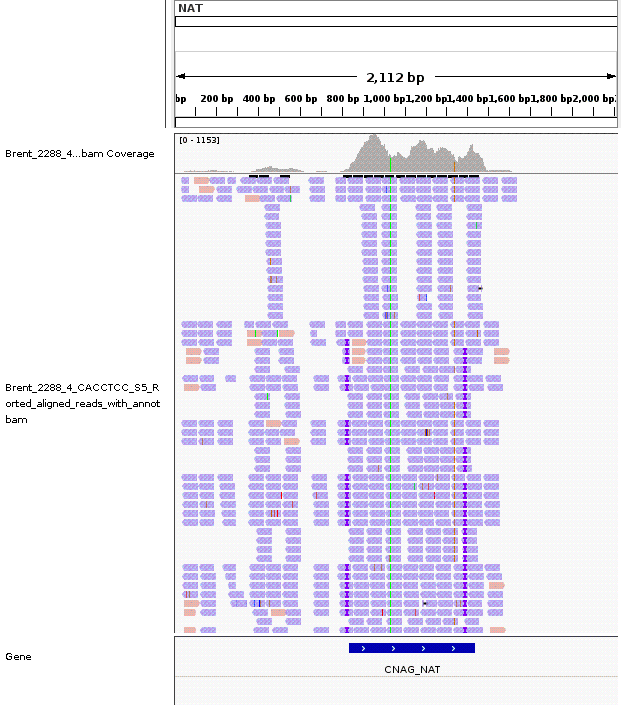 NAT
2,112 bp
bp 200 bp 400 bp 600 bp 800 bp 1,000 bp 1,200 bp 1,400 bp 1,600 bp 1,800 bp 2,000 bp
[0 - 1153]
Brent_2288_4...bam Coverage
Brent_2288_4_CACCTCC_S5_R
orted_aligned_reads_with_annot
bam
Gene
CNAG_NAT